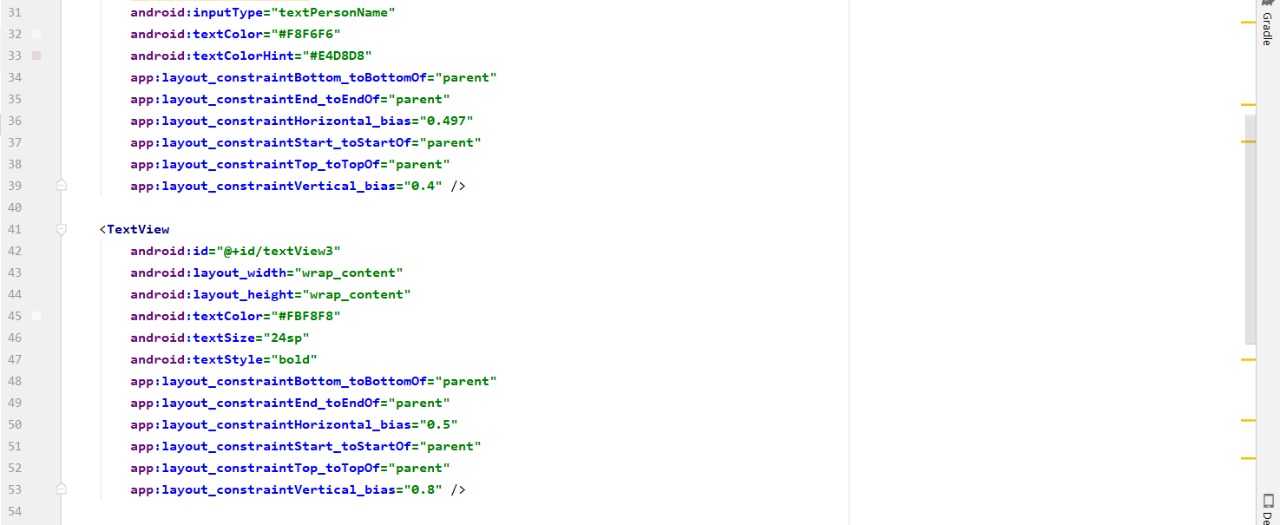 31 android:inputType="textPersonName"
32 android:textColor="#F8F6F6"
33 android:textColorHint="#E4D8D8"
34 app:layout_constraintBottom_toBottomOf="parent"
35 app:layout_constraintEnd_toEndOf="parent"
36 app:layout_constraintHorizontal_bias="0.497"
37 app:layout_constraintStart_toStartOf="parent"
38 app:layout_constraintTop_toTopOf="parent"
39 app:layout_constraintVertical_bias="0.4" />
40
41 <TextView
42 android:id="@+id/textView3"
43 android:layout_width="wrap_content"
44 android:layout_height="wrap_content"
45 android:textColor="#FBF8F8"
46 android:textSize="24sp"
47 android:textStyle="bold"
48 app:layout_constraintBottom_toBottomOf="parent"
49 app:layout_constraintEnd_toEndOf="parent"
50 app:layout_constraintHorizontal_bias="0.5"
51 app:layout_constraintStart_toStartOf="parent"
52 app:layout_constraintTop_toTopOf="parent"
53 app:layout_constraintVertical_bias="0.8" />
54
Gradle
De